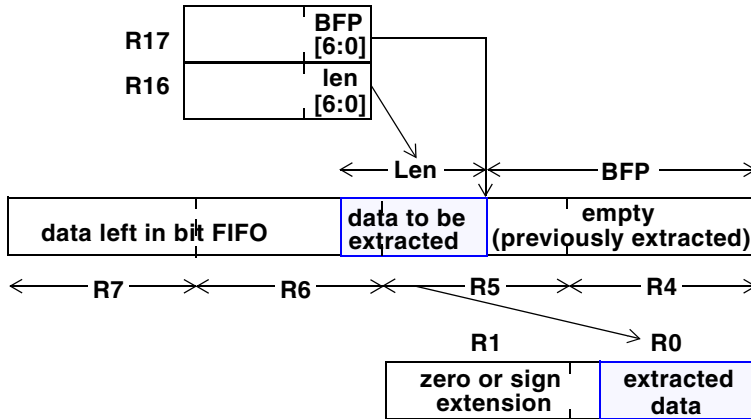 BFP
R17
[6:0]
R16
len
[6:0]
Len
BFP
data left in bit FIFO
data to be
extracted
empty
(previously extracted)
R7
R6
R5
R4
R1
R0
zero or sign
extension
extracted
data